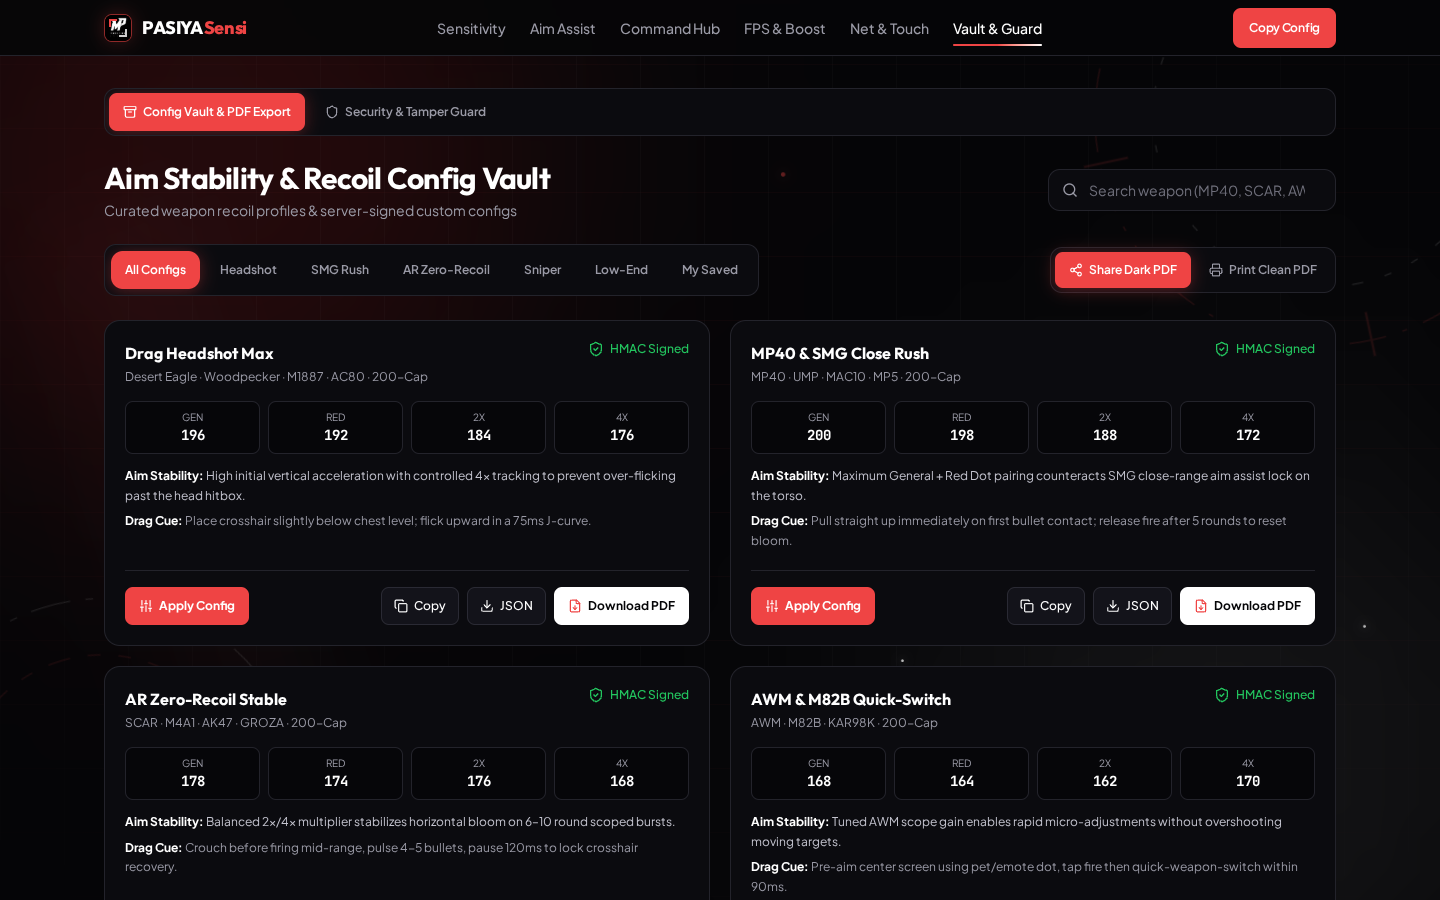 PASIYA Sensi
Sensitivity
Aim Assist
Command Hub
FPS & Boost
Net & Touch
Vault & Guard
Copy Config
Config Vault & PDF Export
Security & Tamper Guard
Aim Stability & Recoil Config Vault
Curated weapon recoil profiles & server-signed custom configs
Search weapon (MP40, SCAR, AW
All Configs
Headshot
SMG Rush
AR Zero-Recoil
Sniper
Low-End
My Saved
Share Dark PDF
Print Clean PDF
Drag Headshot Max
HMAC Signed
Desert Eagle · Woodpecker · M1887 · AC80 · 200-Cap
GEN
196
RED
192
2X
184
4X
176
Aim Stability: High initial vertical acceleration with controlled 4x tracking to prevent over-flicking
past the head hitbox.
Drag Cue: Place crosshair slightly below chest level; flick upward in a 75ms J-curve.
Apply Config
Copy
JSON
Download PDF
MP40 & SMG Close Rush
HMAC Signed
MP40 · UMP · MAC10 · MP5 · 200-Cap
GEN
200
RED
198
2X
188
4X
172
Aim Stability: Maximum General + Red Dot pairing counteracts SMG close-range aim assist lock on
the torso.
Drag Cue: Pull straight up immediately on first bullet contact; release fire after 5 rounds to reset
bloom.
Apply Config
Copy
JSON
Download PDF
AR Zero-Recoil Stable
HMAC Signed
SCAR · M4A1 · AK47 · GROZA · 200-Cap
GEN
178
RED
174
2X
176
4X
168
Aim Stability: Balanced 2x/4x multiplier stabilizes horizontal bloom on 6-10 round scoped bursts.
Drag Cue: Crouch before firing mid-range, pulse 4-5 bullets, pause 120ms to lock crosshair
recovery.
AWM & M82B Quick-Switch
HMAC Signed
AWM · M82B · KAR98K · 200-Cap
GEN
168
RED
164
2X
162
4X
170
Aim Stability: Tuned AWM scope gain enables rapid micro-adjustments without overshooting
moving targets.
Drag Cue: Pre-aim center screen using pet/emote dot, tap fire then quick-weapon-switch within
90ms.